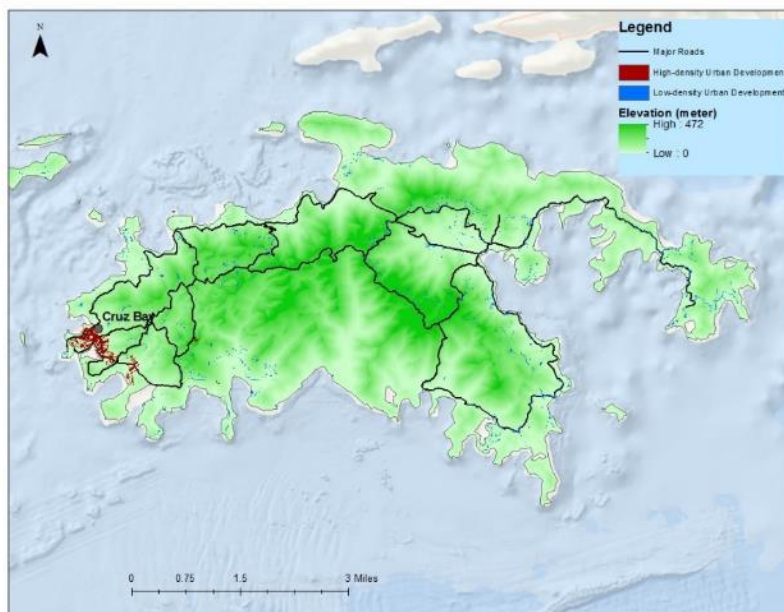 N
Legend
Major Roads
High-density Urban Development
Low-density Urban Development
Elevation (meter)
High : 472
Low : 0
Cruz Bay
0 0.75 1.5 3 Miles